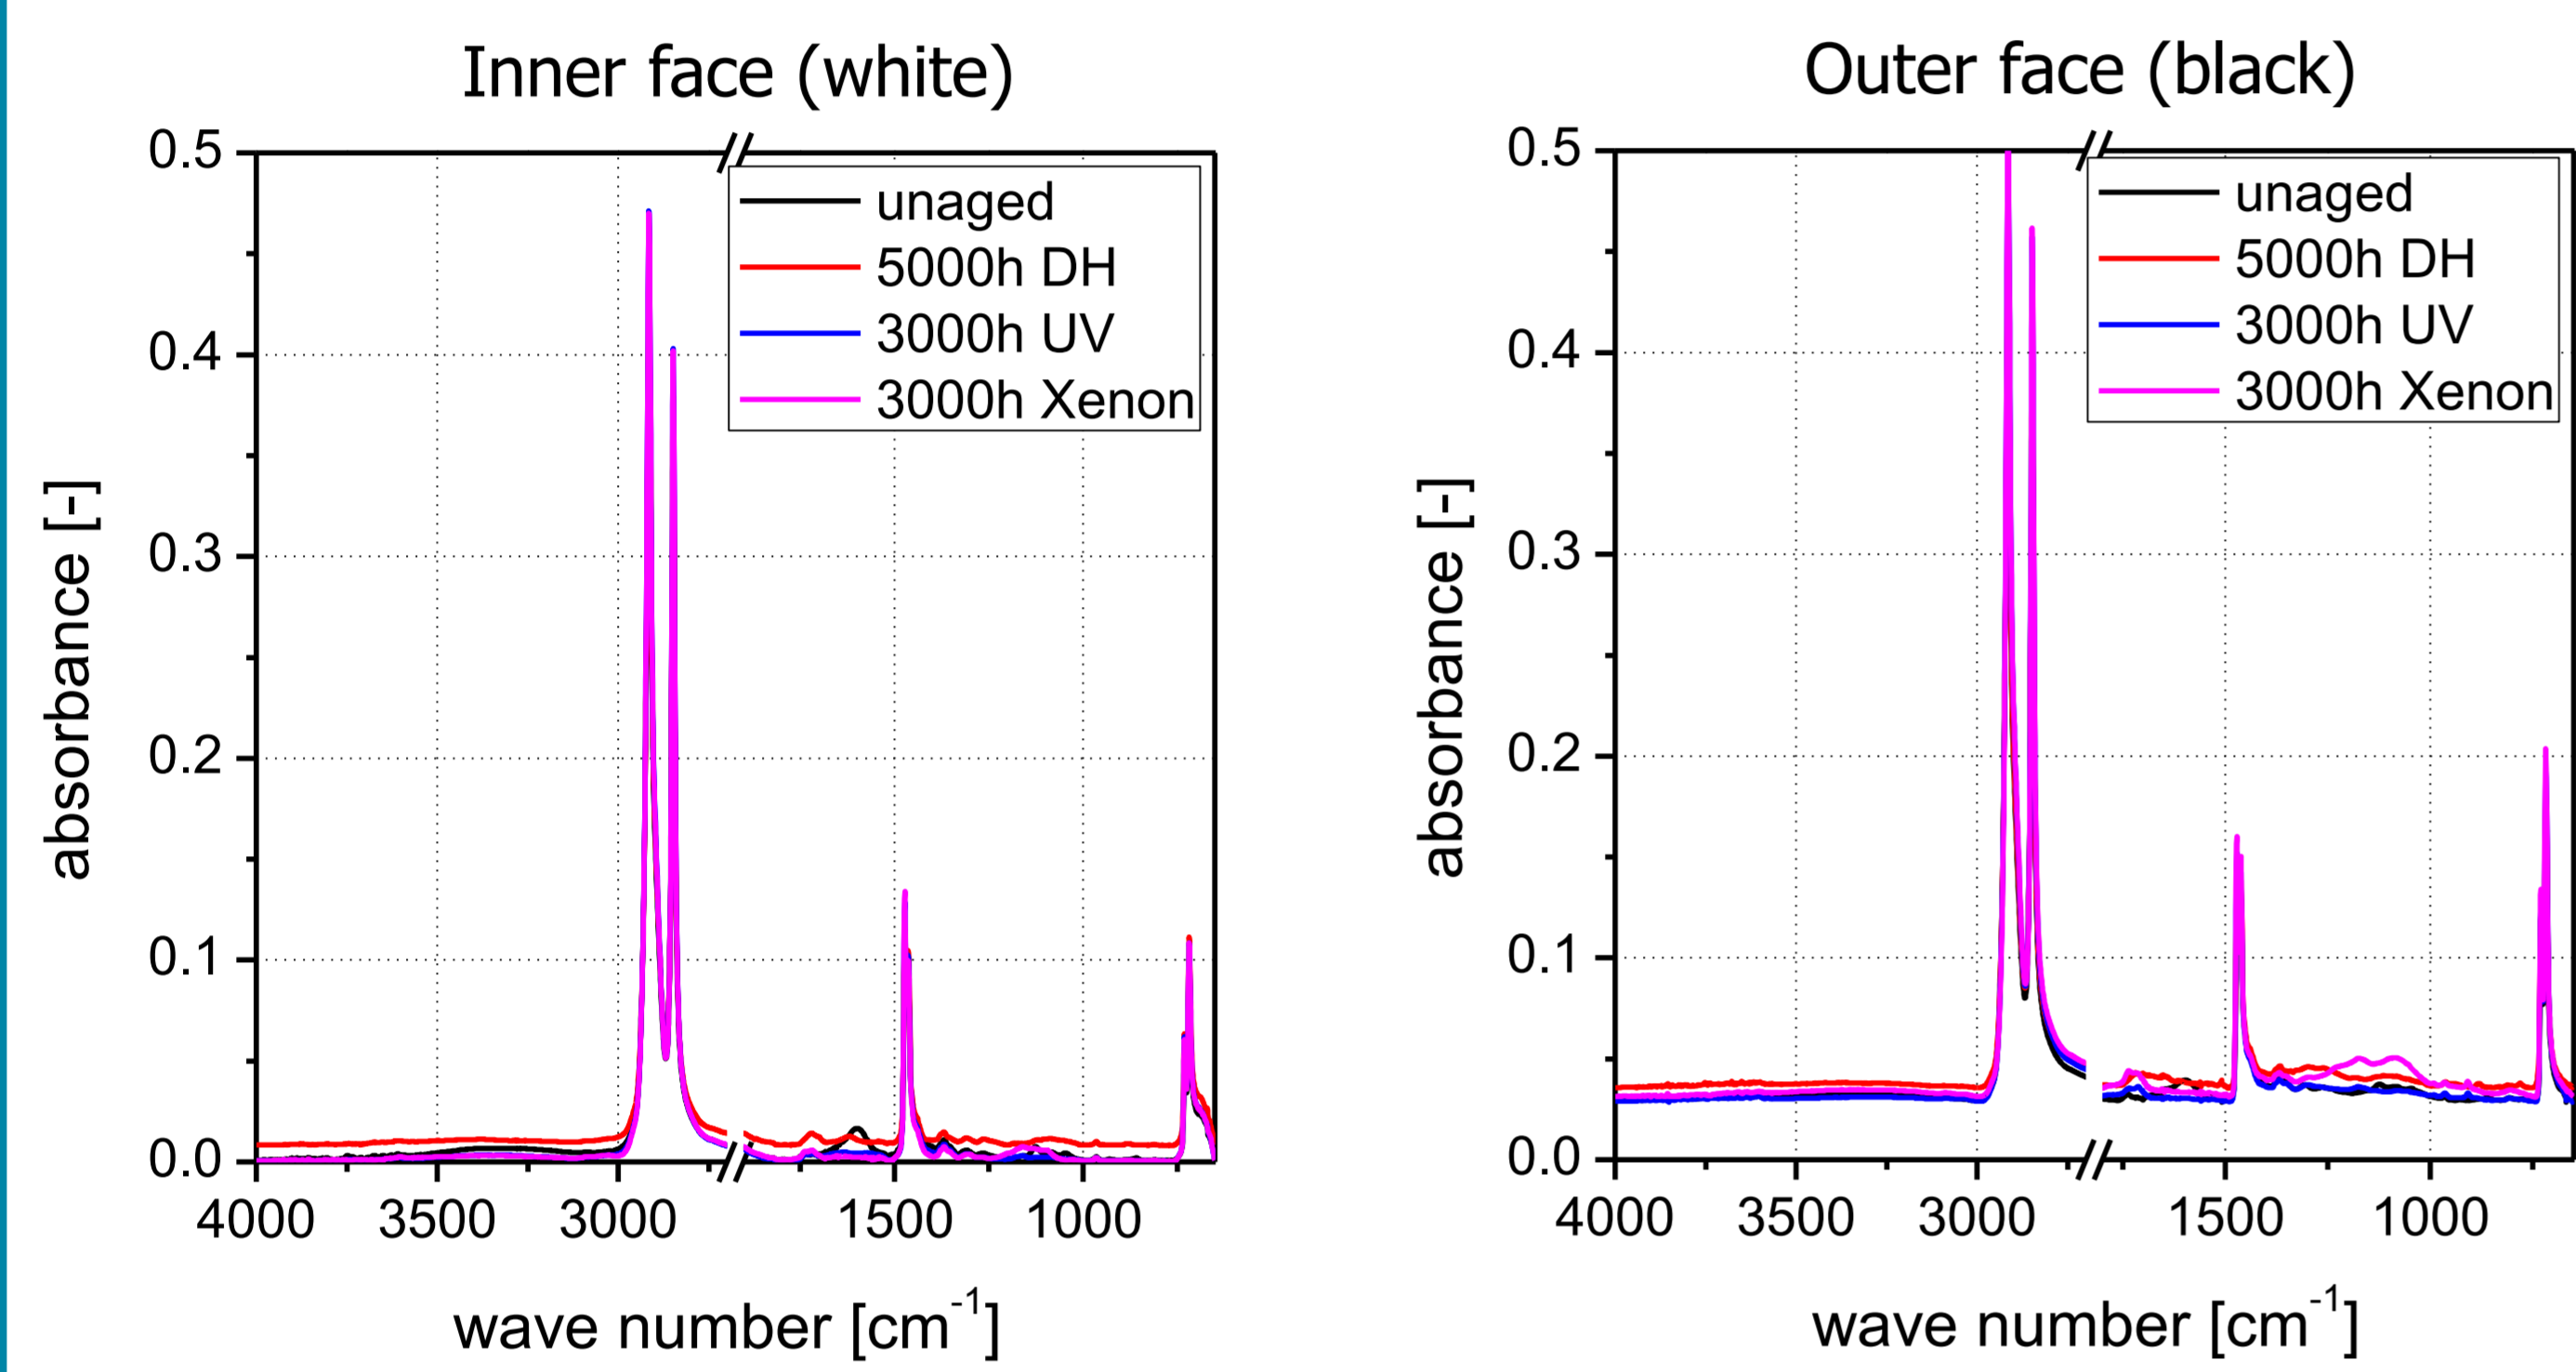 Inner face (white)
0.5
0.4
0.3
0.2
0.1
0.0
absorbance [-]
unaged
5000h DH
3000h UV
3000h Xenon
4000 3500 3000 1500 1000
wave number [cm⁻¹]
Outer face (black)
0.5
0.4
0.3
0.2
0.1
0.0
absorbance [-]
unaged
5000h DH
3000h UV
3000h Xenon
4000 3500 3000 1500 1000
wave number [cm⁻¹]